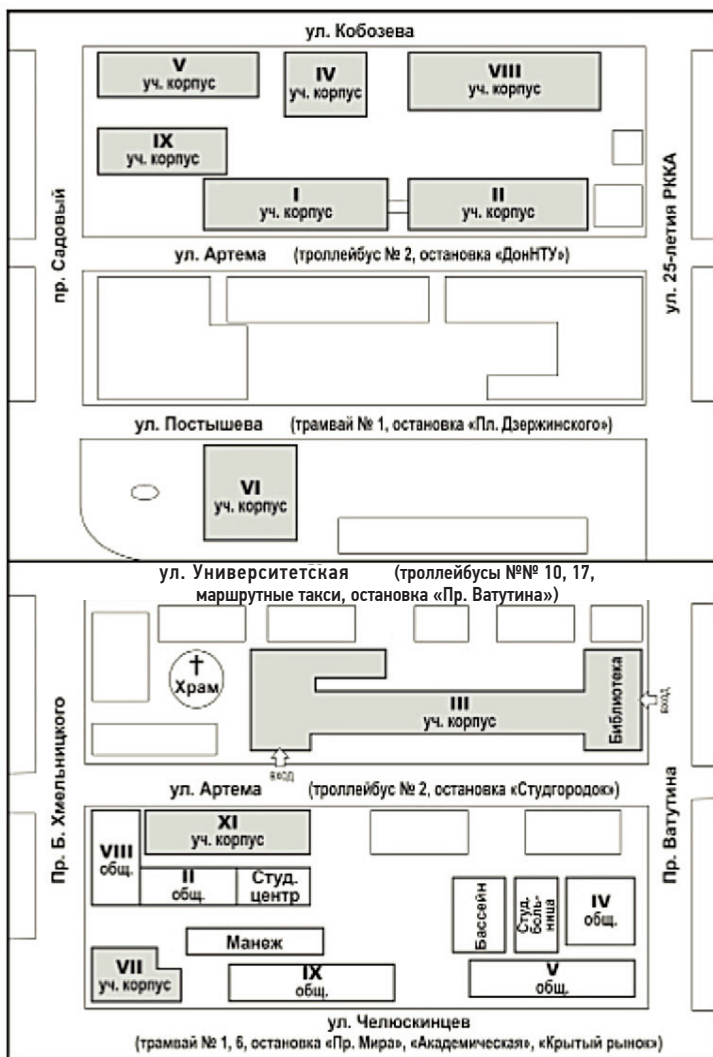 ул. Кобозева
V
уч. корпус
IV
уч. корпус
VIII
уч. корпус
IX
уч. корпус
I
уч. корпус
II
уч. корпус
пр. Садовый
ул. 25-летия РККА
ул. Артема (троллейбус № 2, остановка «ДонНТУ»)
ул. Постышева (трамвай № 1, остановка «Пл. Дзержинского»)
VI
уч. корпус
ул. Университетская (троллейбусы №№ 10, 17,
маршрутные такси, остановка «Пр. Ватутина»)
Храм
III
уч. корпус
Библиотека
вход
вход
Пр. Б. Хмельницкого
Пр. Ватутина
ул. Артема (троллейбус № 2, остановка «Студгородок»)
XI
уч. корпус
VIII
общ.
II
общ.
Студ.
центр
Бассейн
Студ.
боль-
ница
IV
общ.
Манеж
VII
уч. корпус
IX
общ.
V
общ.
ул. Челюскинцев
(трамвай № 1, 6, остановка «Пр. Мира», «Академическая», «Крытый рынок»)